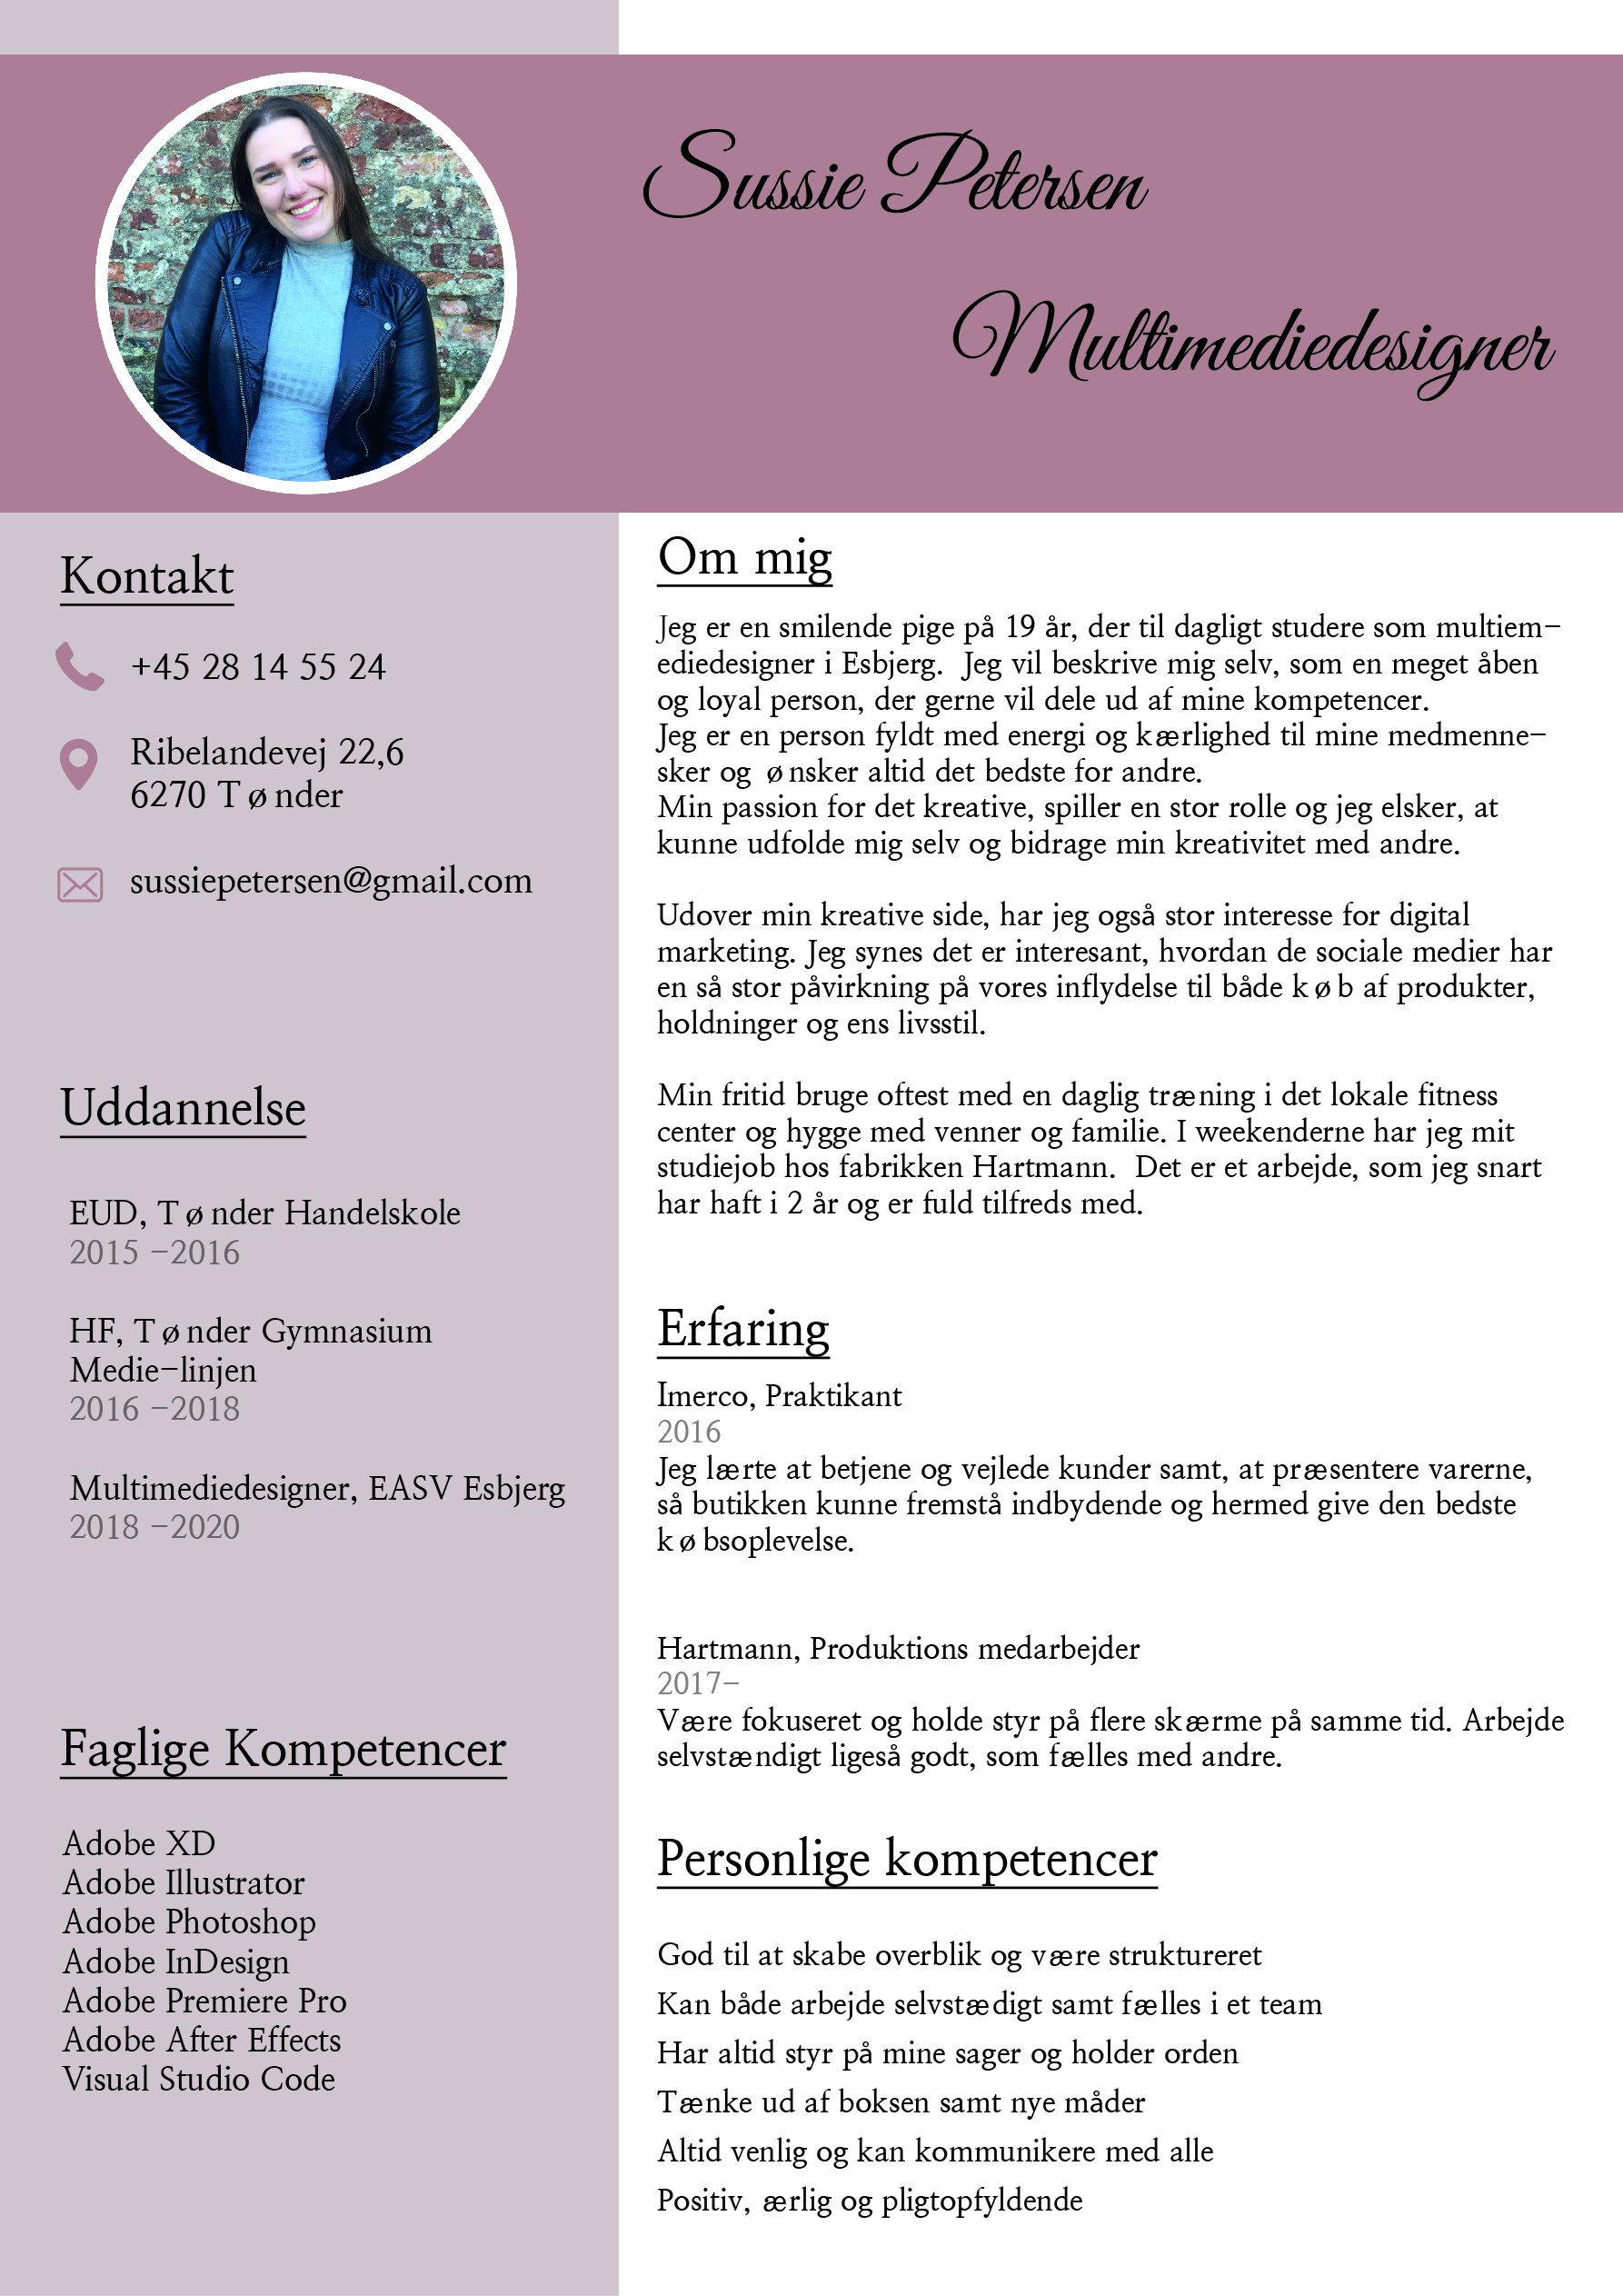 Sussie Petersen
Multimediedesigner
Kontakt
+45 28 14 55 24
Ribelandevej 22,6
6270 Tønder
sussiepetersen@gmail.com
Uddannelse
EUD, Tønder Handelskole
2015 -2016
HF, Tønder Gymnasium
Medie-linjen
2016 -2018
Multimediedesigner, EASV Esbjerg
2018 -2020
Faglige Kompetencer
Adobe XD
Adobe Illustrator
Adobe Photoshop
Adobe InDesign
Adobe Premiere Pro
Adobe After Effects
Visual Studio Code
Om mig
Jeg er en smilende pige på 19 år, der til dagligt studere som multiem-
ediedesigner i Esbjerg. Jeg vil beskrive mig selv, som en meget åben
og loyal person, der gerne vil dele ud af mine kompetencer.
Jeg er en person fyldt med energi og kærlighed til mine medmenne-
sker og ønsker altid det bedste for andre.
Min passion for det kreative, spiller en stor rolle og jeg elsker, at
kunne udfolde mig selv og bidrage min kreativitet med andre.
Udover min kreative side, har jeg også stor interesse for digital
marketing. Jeg synes det er interesant, hvordan de sociale medier har
en så stor påvirkning på vores inflydelse til både køb af produkter,
holdninger og ens livsstil.
Min fritid bruge oftest med en daglig træning i det lokale fitness
center og hygge med venner og familie. I weekenderne har jeg mit
studiejob hos fabrikken Hartmann. Det er et arbejde, som jeg snart
har haft i 2 år og er fuld tilfreds med.
Erfaring
Imerco, Praktikant
2016
Jeg lærte at betjene og vejlede kunder samt, at præsentere varerne,
så butikken kunne fremstå indbydende og hermed give den bedste
købsoplevelse.
Hartmann, Produktions medarbejder
2017-
Være fokuseret og holde styr på flere skærme på samme tid. Arbejde
selvstændigt ligeså godt, som fælles med andre.
Personlige kompetencer
God til at skabe overblik og være struktureret
Kan både arbejde selvstædigt samt fælles i et team
Har altid styr på mine sager og holder orden
Tænke ud af boksen samt nye måder
Altid venlig og kan kommunikere med alle
Positiv, ærlig og pligtopfyldende